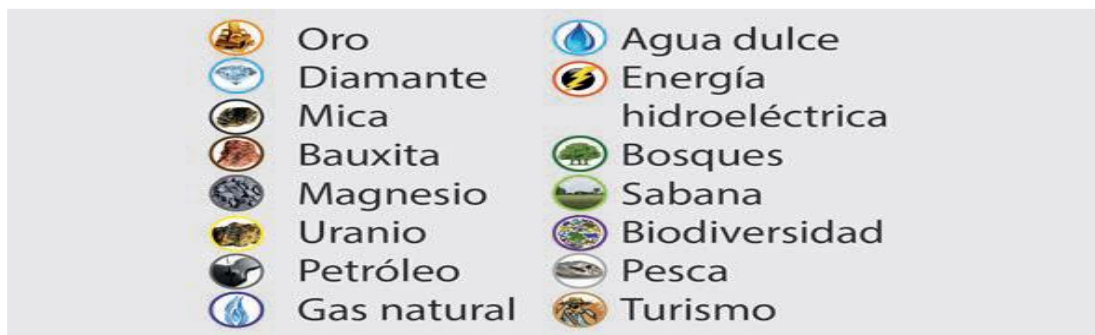 Oro
Diamante
Mica
Bauxita
Magnesio
Uranio
Petróleo
Gas natural
Agua dulce
Energía
hidroeléctrica
Bosques
Sabana
Biodiversidad
Pesca
Turismo